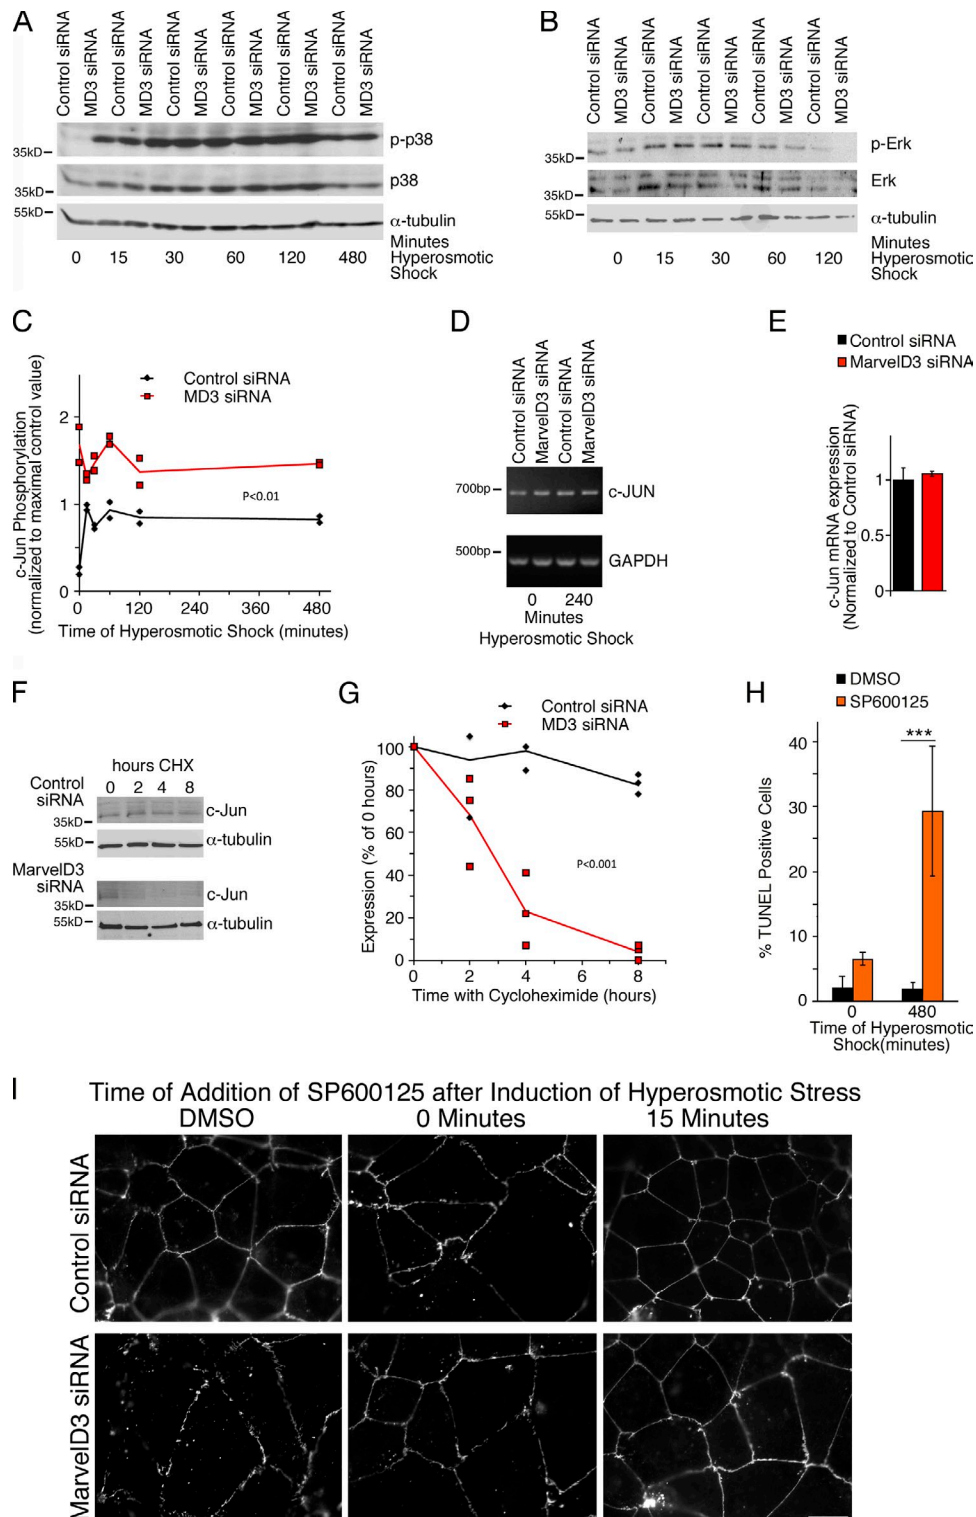 A
Control siRNA
MD3 siRNA
Control siRNA
MD3 siRNA
Control siRNA
MD3 siRNA
Control siRNA
MD3 siRNA
Control siRNA
MD3 siRNA
Control siRNA
MD3 siRNA
35kD
p-p38
35kD
p38
55kD
α-tubulin
0 15 30 60 120 480
Minutes
Hyperosmotic
Shock
B
Control siRNA
MD3 siRNA
Control siRNA
MD3 siRNA
Control siRNA
MD3 siRNA
Control siRNA
MD3 siRNA
Control siRNA
MD3 siRNA
35kD
p-Erk
35kD
Erk
55kD
α-tubulin
0 15 30 60 120
Minutes
Hyperosmotic
Shock
C
c-Jun Phosphorylation
(normalized to maximal control value)
Control siRNA
MD3 siRNA
2
1
0
P<0.01
0 120 240 360 480
Time of Hyperosmotic Shock (minutes)
D
Control siRNA
MarvelD3 siRNA
Control siRNA
MarvelD3 siRNA
700bp
c-JUN
500bp
GAPDH
0 240
Minutes
Hyperosmotic Shock
E
Control siRNA
MarvelD3 siRNA
c-Jun mRNA expression
(Normalized to Control siRNA)
1
0.5
0
F
hours CHX
0 2 4 8
Control
siRNA
35kD
c-Jun
55kD
α-tubulin
MarvelD3
siRNA
35kD
c-Jun
55kD
α-tubulin
G
Control siRNA
MD3 siRNA
Expression (% of 0 hours)
100
80
60
40
20
0
P<0.001
0 2 4 6 8
Time with Cycloheximide (hours)
H
DMSO
SP600125
% TUNEL Positive Cells
40
30
20
10
0
***
0 480
Time of Hyperosmotic
Shock(minutes)
I
Time of Addition of SP600125 after Induction of Hyperosmotic Stress
DMSO 0 Minutes 15 Minutes
Control siRNA
MarvelD3 siRNA